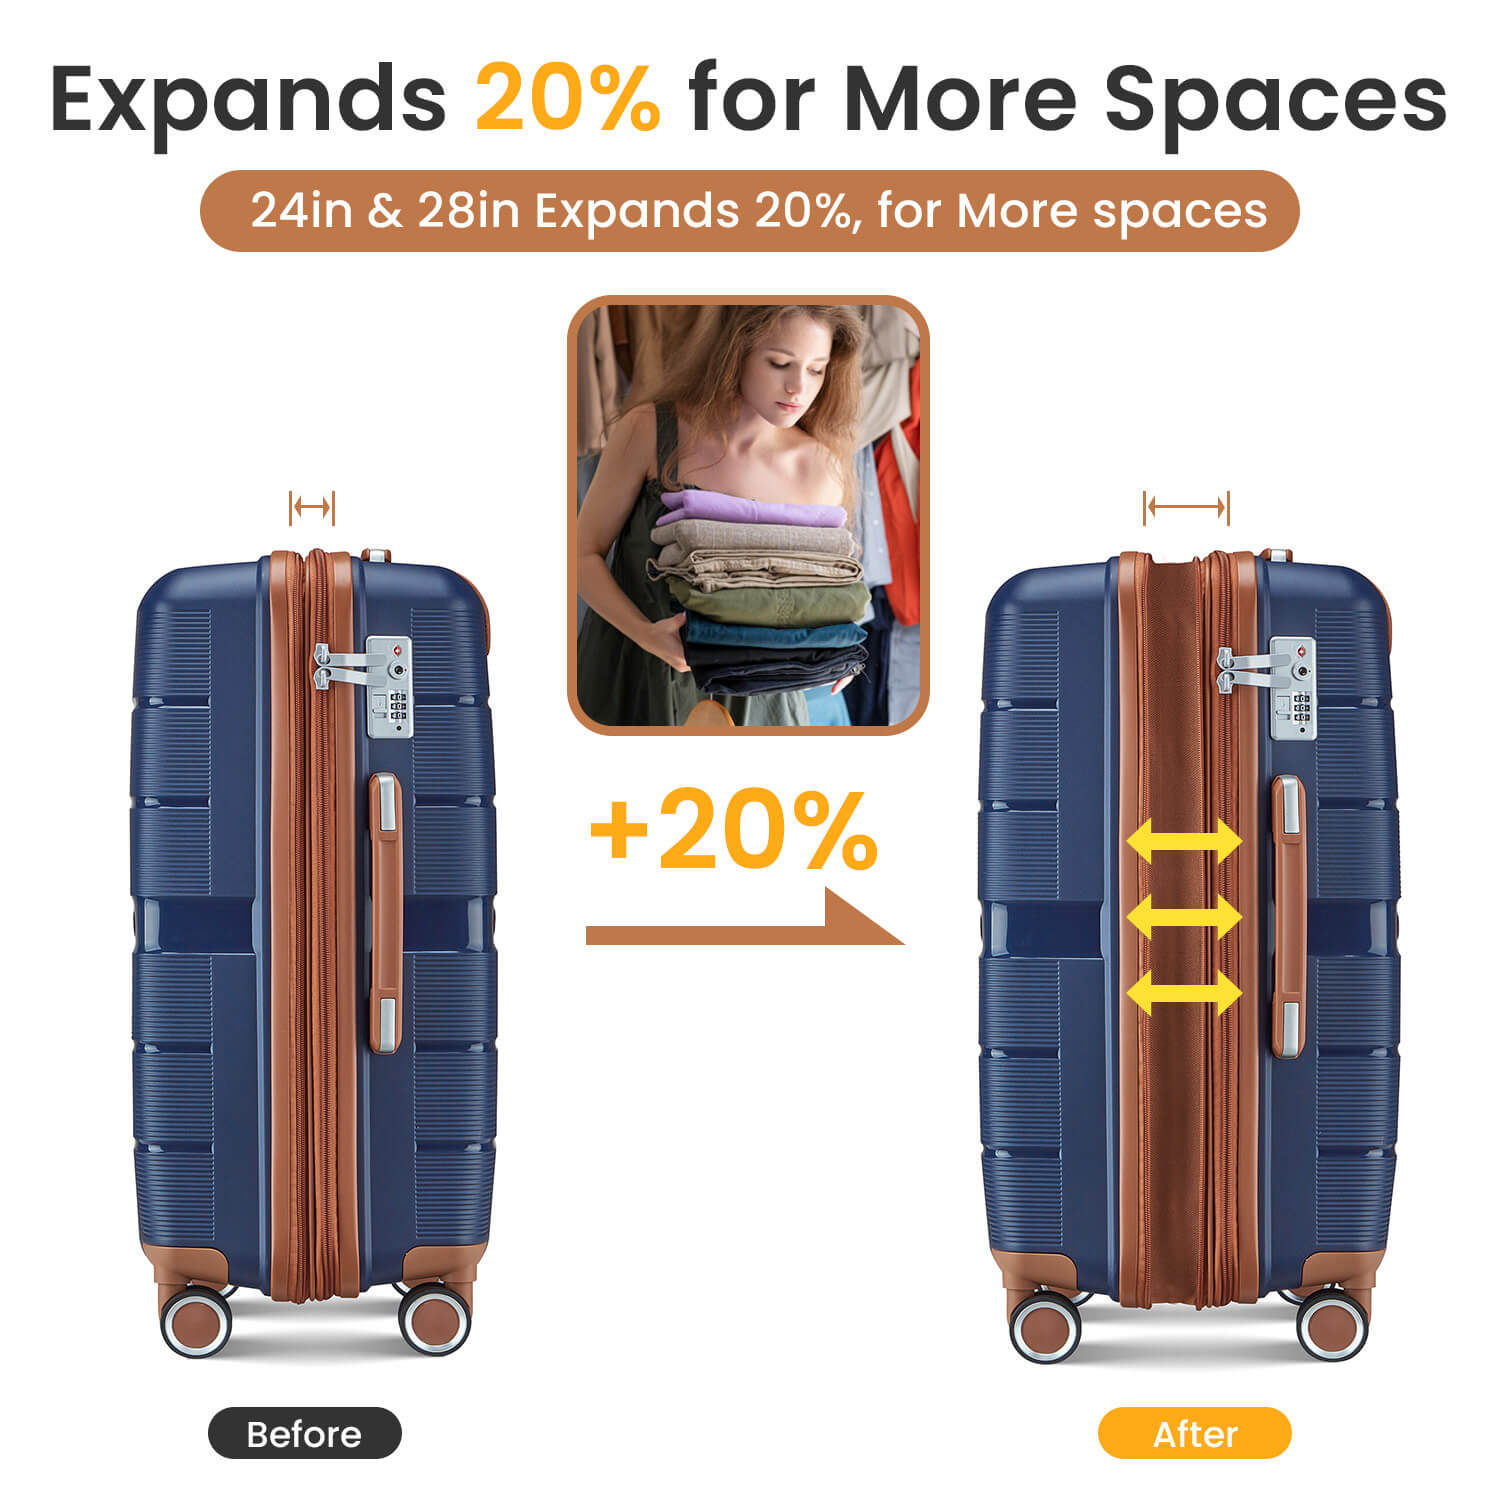 Expands 20% for More Spaces
24in & 28in Expands 20%, for More spaces
+20%
Before
After